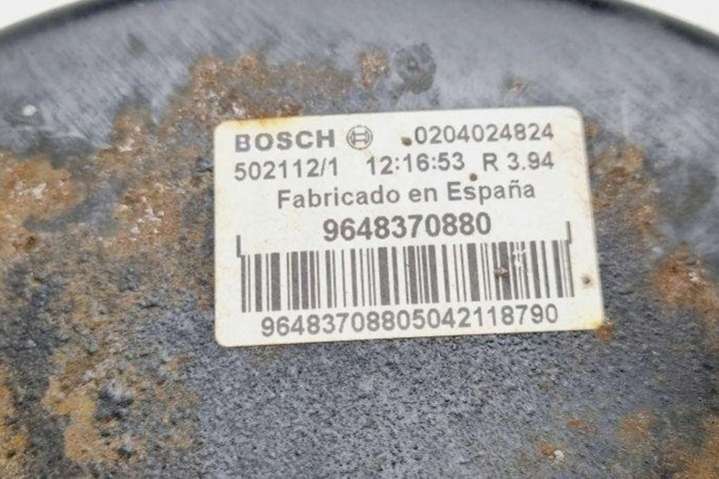 BOSCH 0204024824
502112/1 12:16:53 R 3.94
Fabricado en España
9648370880
96483708805042118790